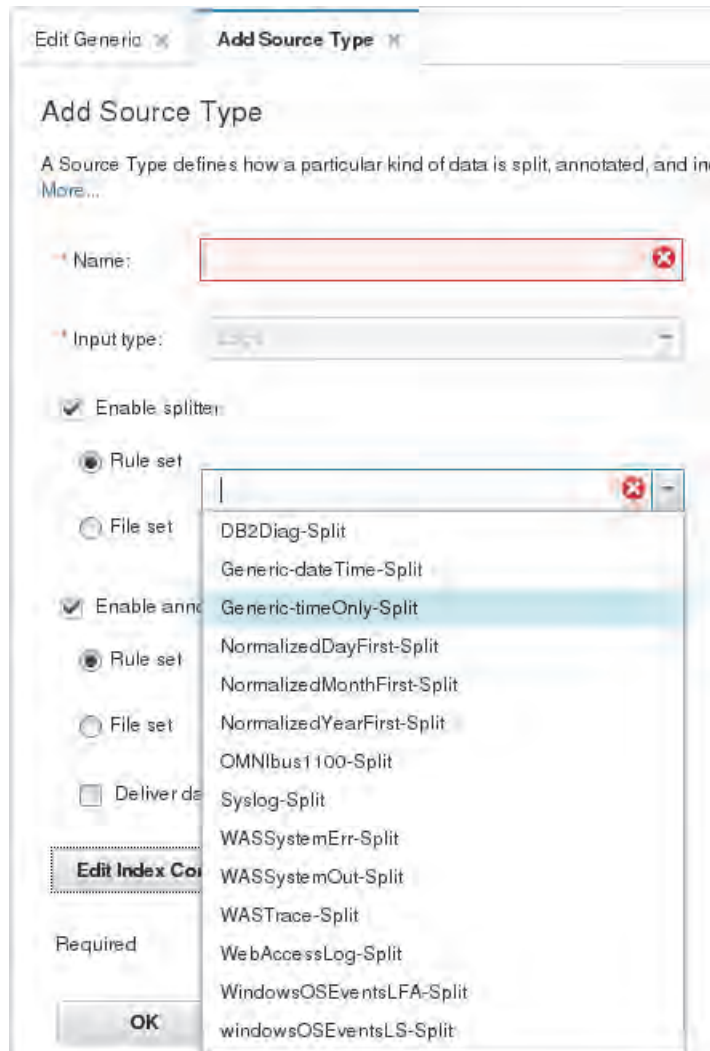 Edit Generic
Add Source Type
Add Source Type
A Source Type defines how a particular kind of data is split, annotated, and in
More...
* Name:
* Input type:
Enable splitter
Rule set
File set
DB2Diag-Split
Generic-dateTime-Split
Generic-timeOnly-Split
NormalizedDayFirst-Split
NormalizedMonthFirst-Split
NormalizedYearFirst-Split
OMNIbus1100-Split
Syslog-Split
WASSystemErr-Split
WASSystemOut-Split
WASTrace-Split
WebAccessLog-Split
WindowsOSEventsLFA-Split
windowsOSEventsLS-Split
Enable anno
Rule set
File set
Deliver da
Edit Index Co
Required
OK